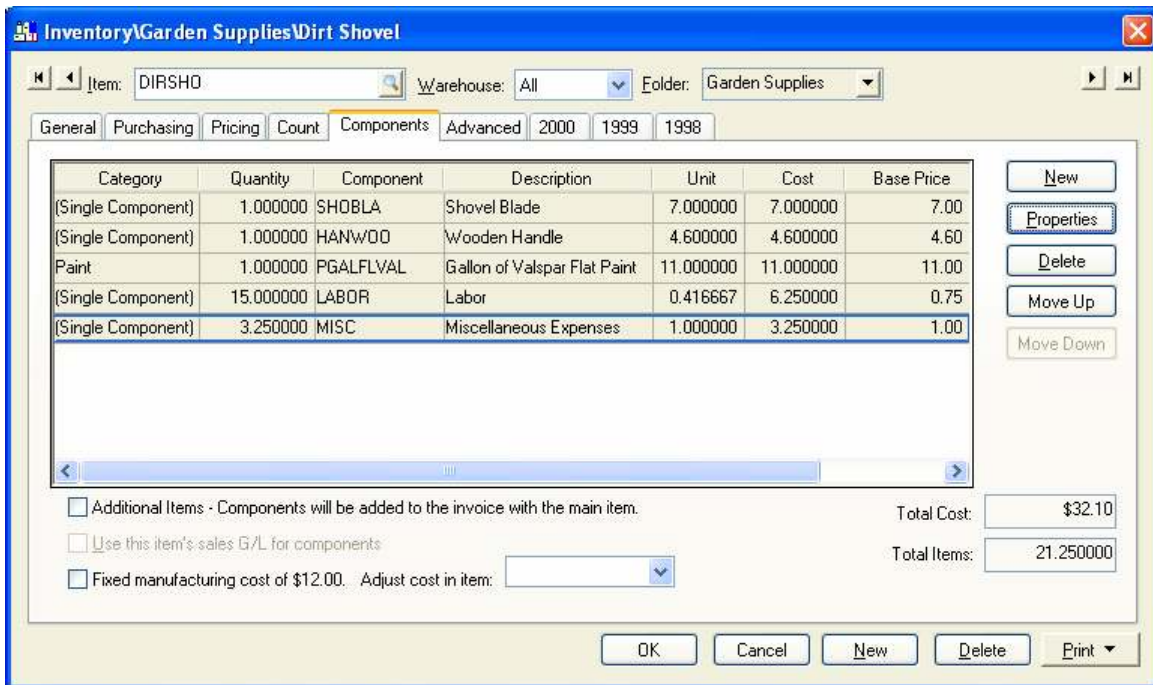 Inventory\Garden Supplies\Dirt Shovel
Item: DIRSHO Warehouse: All Folder: Garden Supplies
General Purchasing Pricing Count Components Advanced 2000 1999 1998
Category Quantity Component Description Unit Cost Base Price New
(Single Component) 1.000000 SHOBLA Shovel Blade 7.000000 7.000000 7.00
Properties
(Single Component) 1.000000 HANWOO Wooden Handle 4.600000 4.600000 4.60
Paint 1.000000 PGALFLVAL Gallon of Valspar Flat Paint 11.000000 11.000000 11.00 Delete
(Single Component) 15.000000 LABOR Labor 0.416667 6.250000 0.75 Move Up
(Single Component) 3.250000 MISC Miscellaneous Expenses 1.000000 3.250000 1.00
Move Down
Additional Items - Components will be added to the invoice with the main item. Total Cost: $32.10
Use this item's sales G/L for components Total Items: 21.250000
Fixed manufacturing cost of $12.00. Adjust cost in item:
OK Cancel New Delete Print